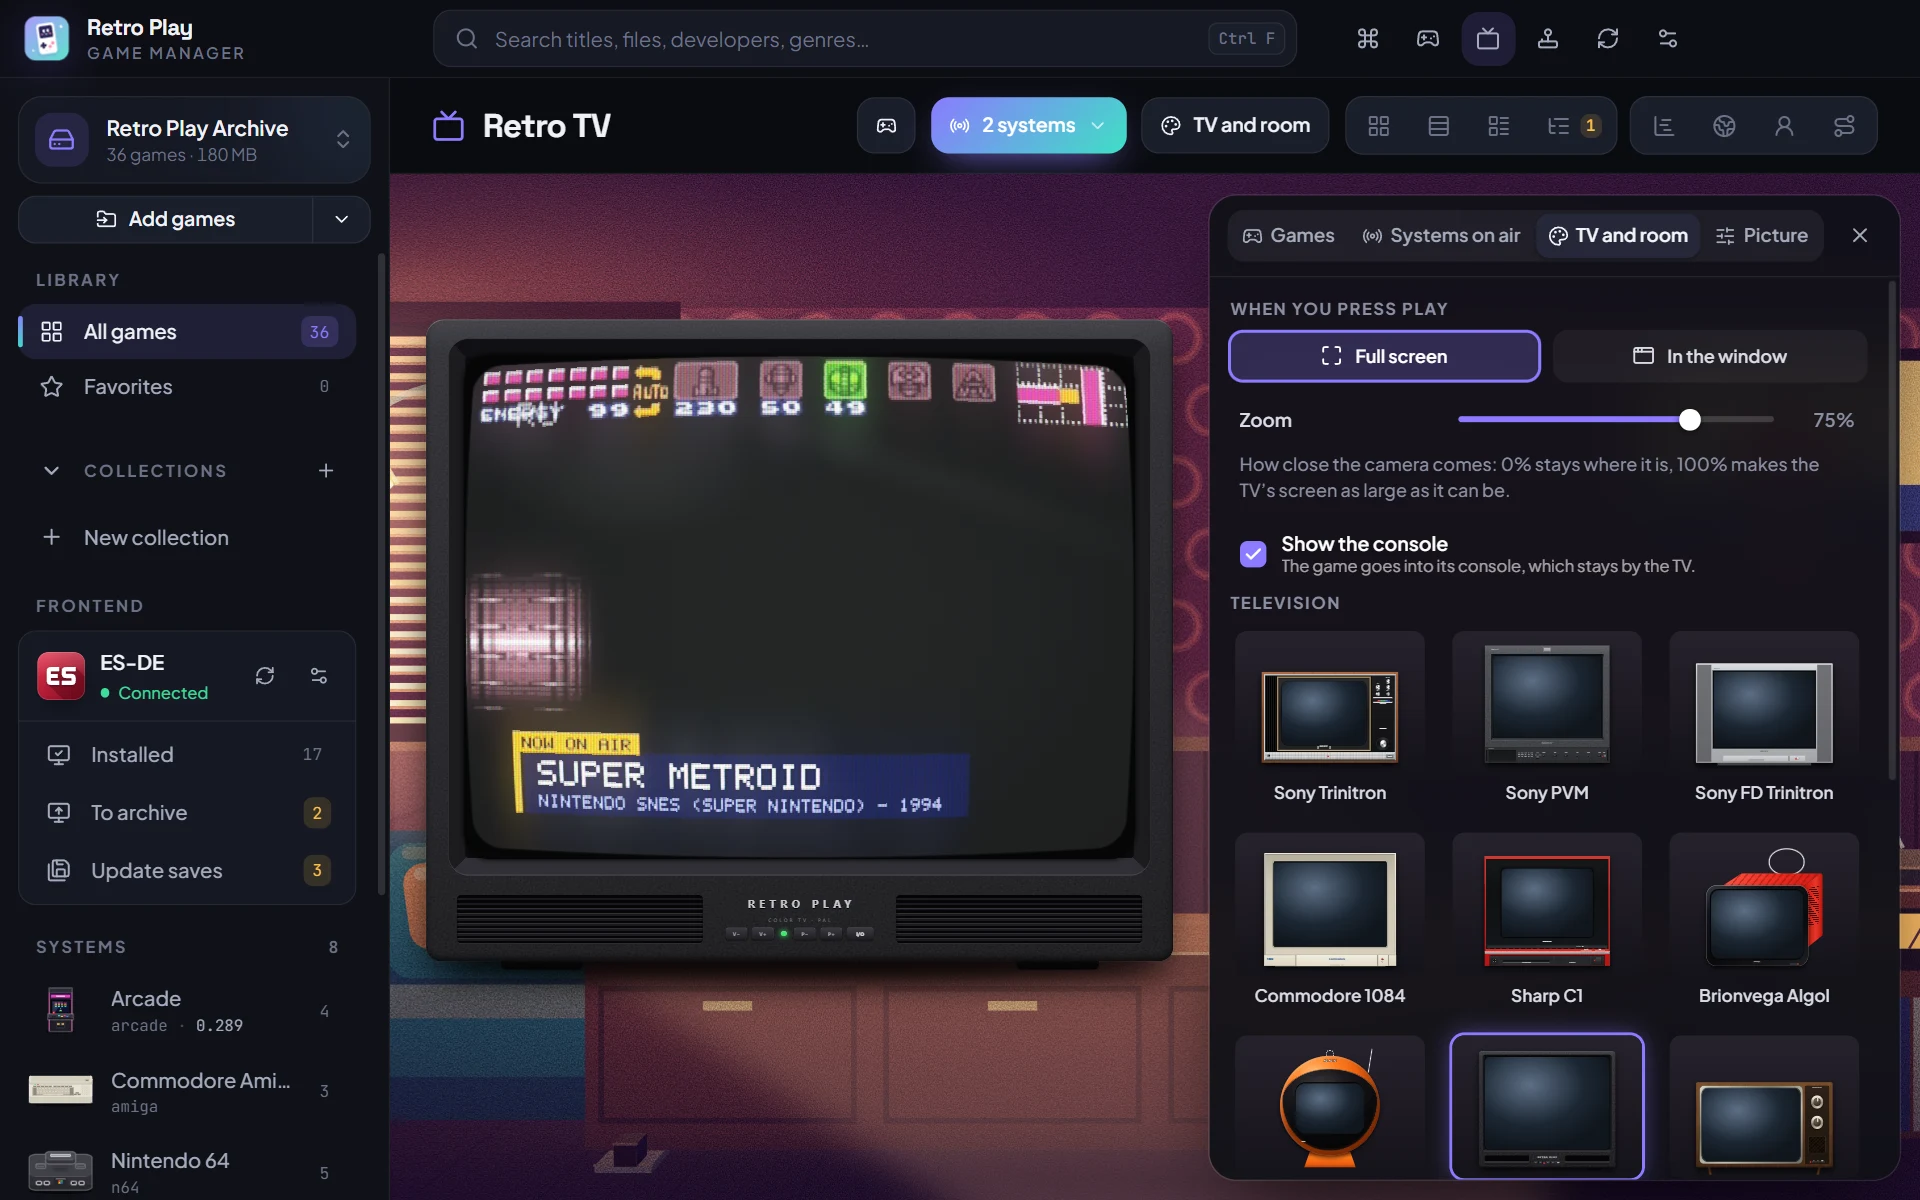 Retro Play
GAME MANAGER
Search titles, files, developers, genres...
Ctrl F
Retro Play Archive
36 games · 180 MB
Add games
LIBRARY
All games
36
Favorites
0
COLLECTIONS
New collection
FRONTEND
ES
ES-DE
Connected
Installed
17
To archive
2
Update saves
3
SYSTEMS
8
Arcade
arcade · 0.289
4
Commodore Ami...
amiga
3
Nintendo 64
n64
5
Retro TV
2 systems
TV and room
1
AUTO
ENERGY 99
230
50
49
NOW ON AIR
SUPER METROID
NINTENDO SNES (SUPER NINTENDO) - 1994
RETRO PLAY
COLOR TV · PAL
V- V+ P- P+ I/O
Games
Systems on air
TV and room
Picture
WHEN YOU PRESS PLAY
Full screen
In the window
Zoom
75%
How close the camera comes: 0% stays where it is, 100% makes the
TV's screen as large as it can be.
Show the console
The game goes into its console, which stays by the TV.
TELEVISION
Sony Trinitron
Sony PVM
Sony FD Trinitron
Commodore 1084
Sharp C1
Brionvega Algol